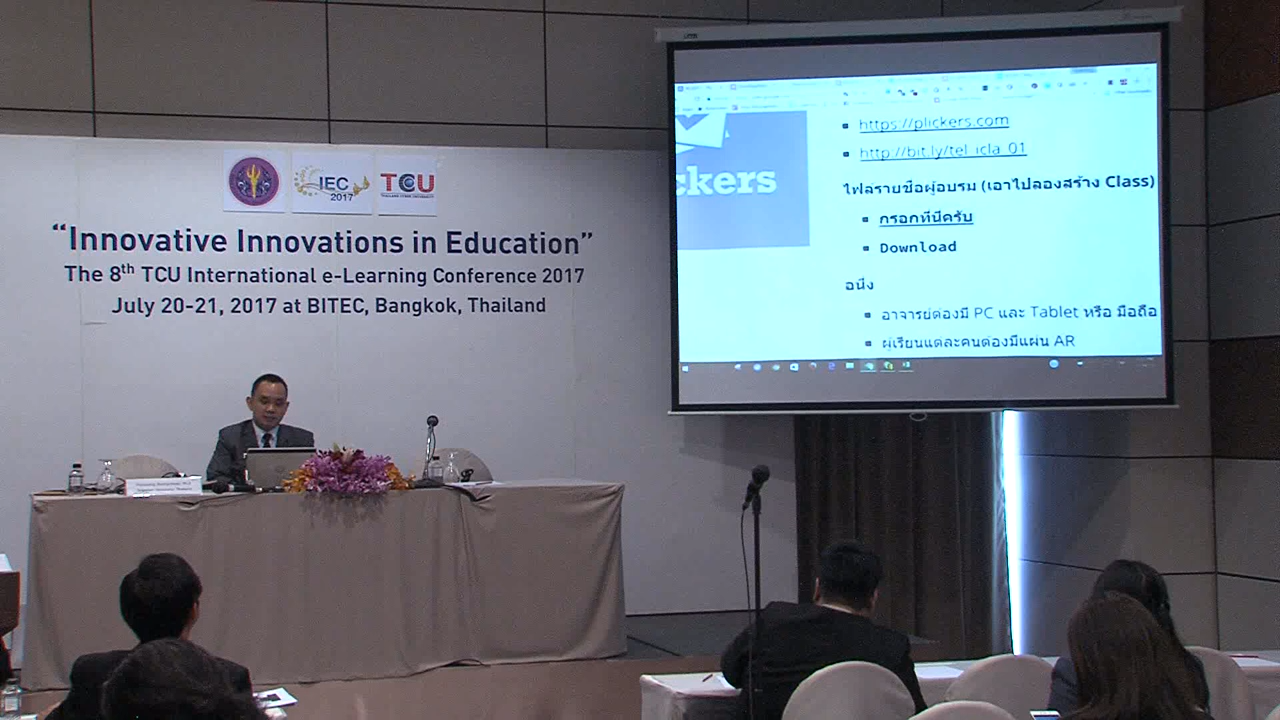 IEC
2017
TCU
THAILAND CYBER UNIVERSITY
“Innovative Innovations in Education”
The 8th TCU International e-Learning Conference 2017
July 20-21, 2017 at BITEC, Bangkok, Thailand
ckers
https://plickers.com
http://bit.ly/tel_icla_01
ไฟล์รายชื่อผู้อบรม (เอาไปลองสร้าง Class)
กรอกที่นี่ครับ
Download
อนึ่ง
อาจารย์ต้องมี PC และ Tablet หรือ มือถือ
ผู้เรียนแต่ละคนต้องมีแผ่น AR